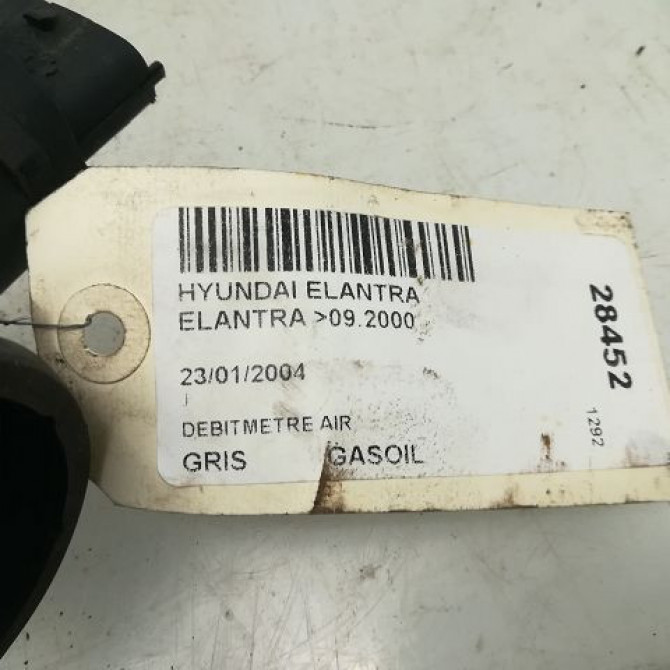 HYUNDAI ELANTRA
ELANTRA >09.2000
23/01/2004
DEBITMETRE AIR
GRIS GASOIL
28452
1292